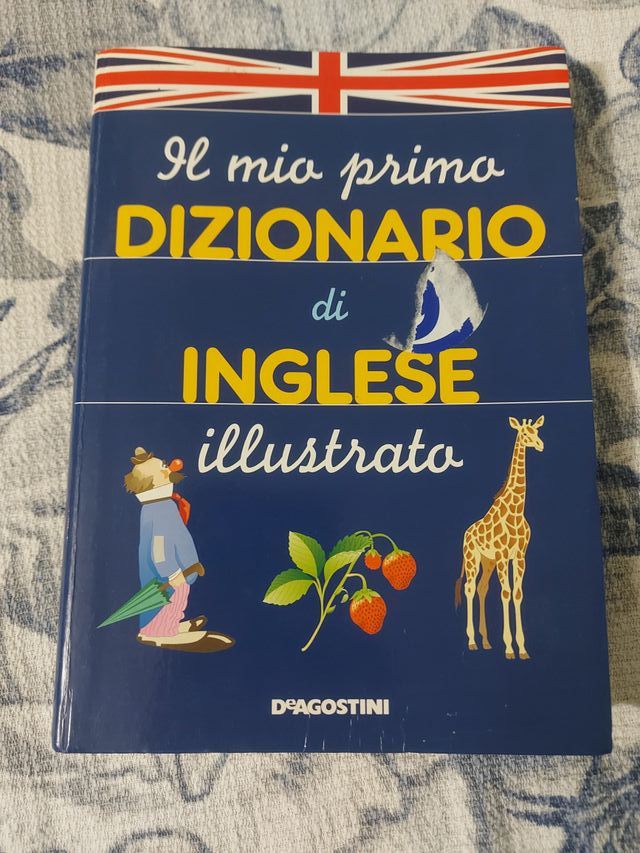 Il mio primo
DIZIONARIO
di
INGLESE
illustrato
DeAGOSTINI